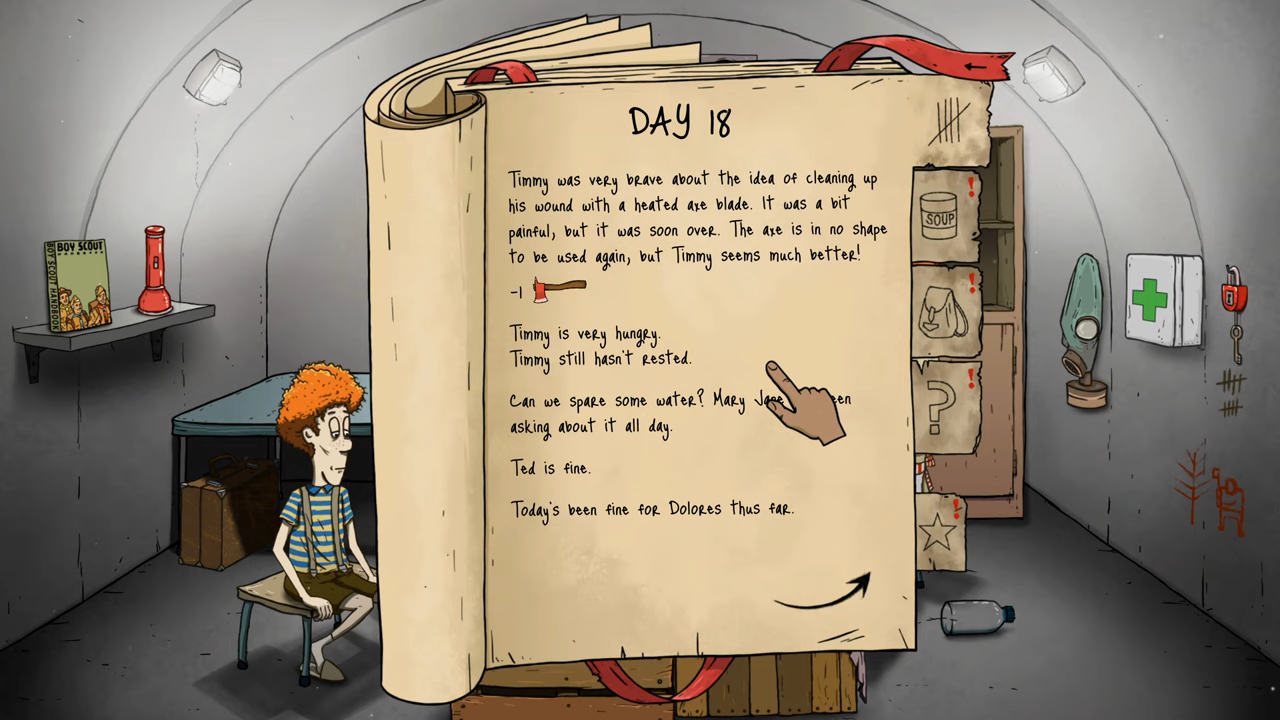 DAY 18
Timmy was very brave about the idea of cleaning up
his wound with a heated axe blade. It was a bit
painful, but it was soon over. The axe is in no shape
to be used again, but Timmy seems much better!
-1
Timmy is very hungry.
Timmy still hasn't rested.
Can we spare some water? Mary
asking about it all day.
Ted is fine.
Today's been fine for Dolores thus far.
!
SOUP
!
!
?
!
BOY SCOUT
HANDBOOK
BOY SCOUT HANDBOOK